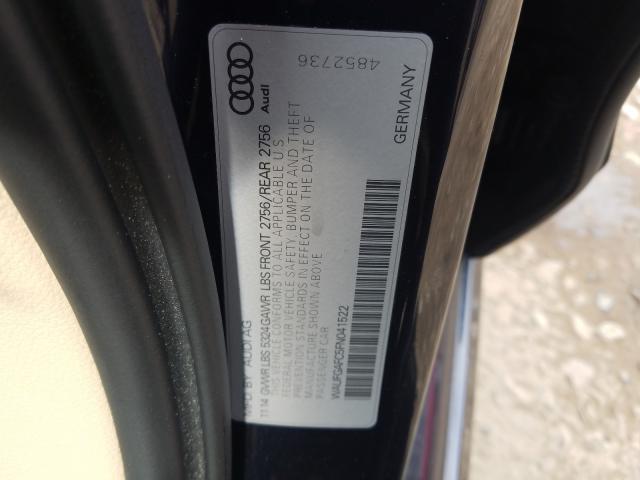 Audi
4852736
MFD BY AUDI AG
11.14 GVWR LBS 5324 GAWR LBS FRONT 2756/REAR 2756
THIS VEHICLE CONFORMS TO ALL APPLICABLE U.S
FEDERAL MOTOR VEHICLE SAFETY, BUMPER AND THEFT
PREVENTION STANDARDS IN EFFECT ON THE DATE OF
MANUFACTURE SHOWN ABOVE
PASSENGER CAR
WAUFGAFC5FN041522
GERMANY